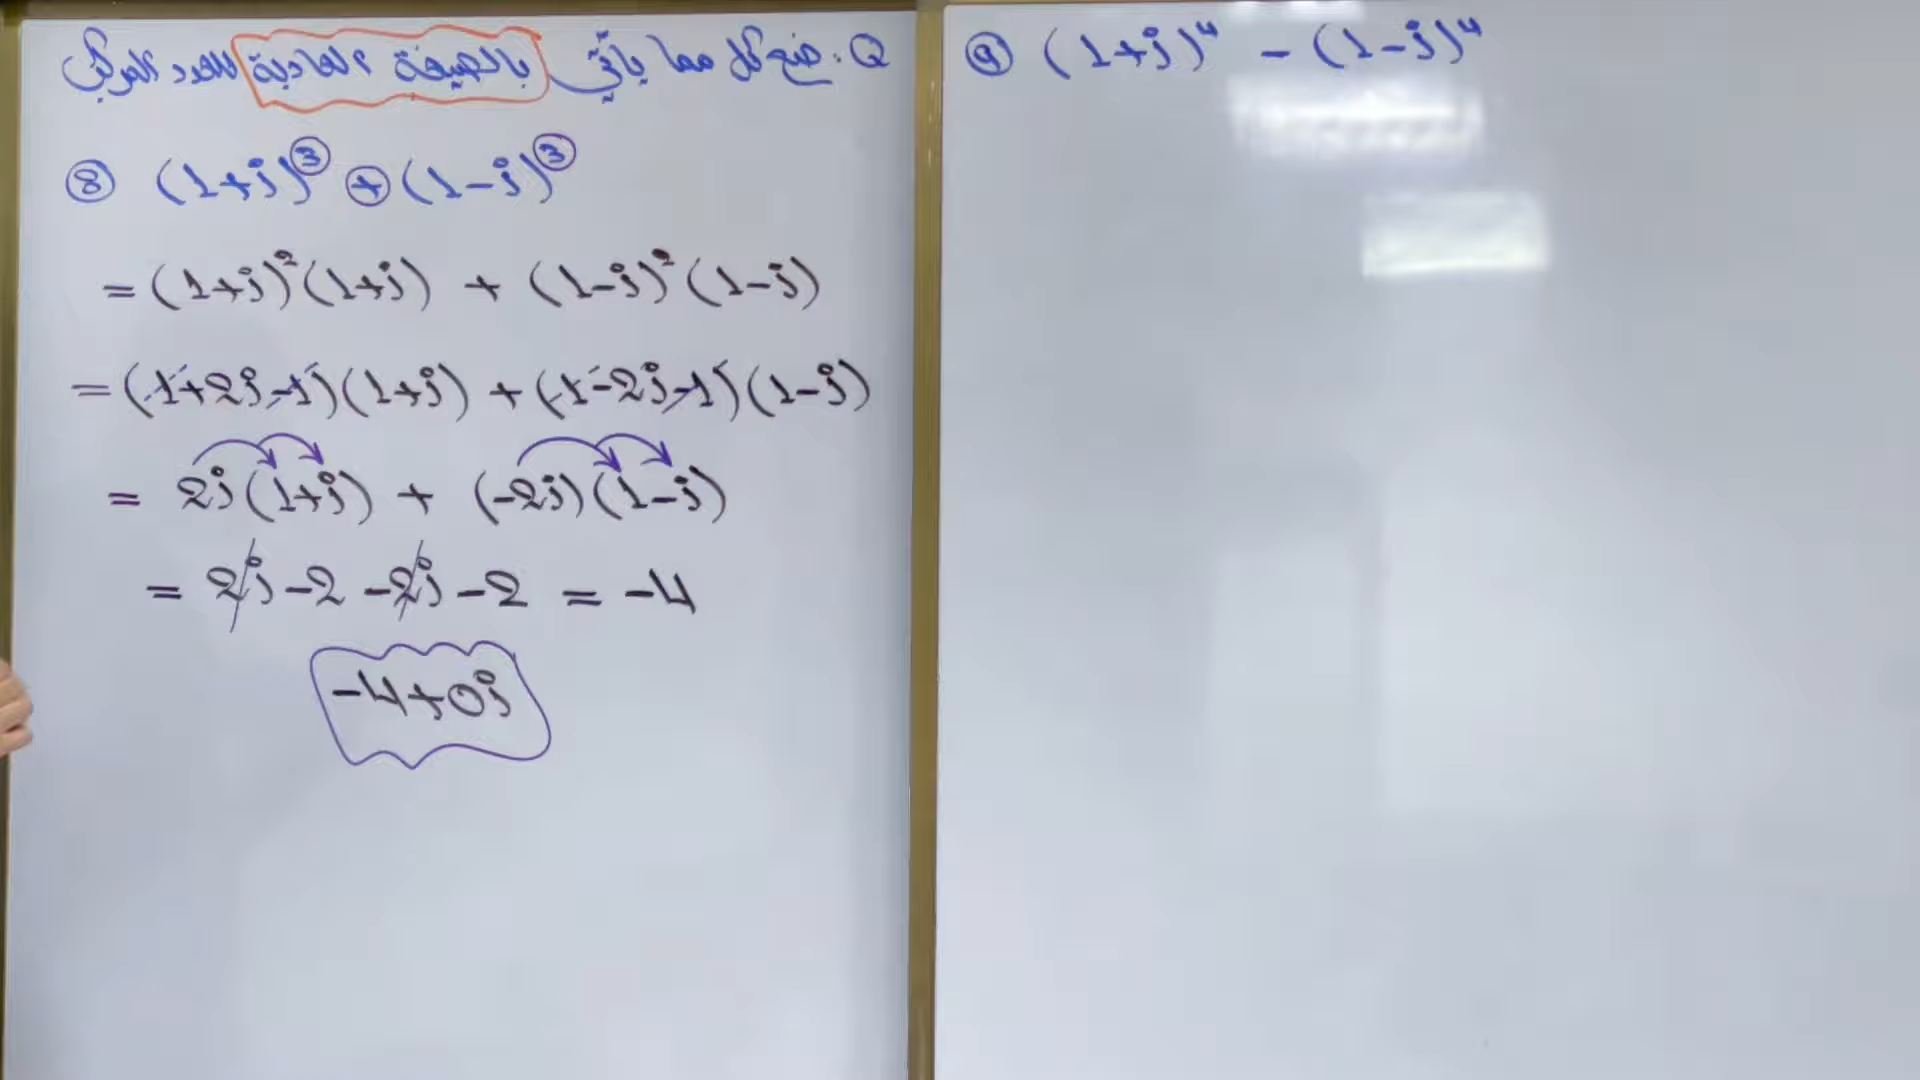 Q: ضع كل مما يأتي بالصيغة العادية للعدد المركب
⑧ (1+i)³ + (1-i)³
= (1+i)² (1+i) + (1-i)² (1-i)
= (1+2i-1)(1+i) + (1-2i-1)(1-i)
= 2i(1+i) + (-2i)(1-i)
= 2i - 2 - 2i - 2 = -4
-4+0i
⑨ (1+i)⁴ - (1-i)⁴